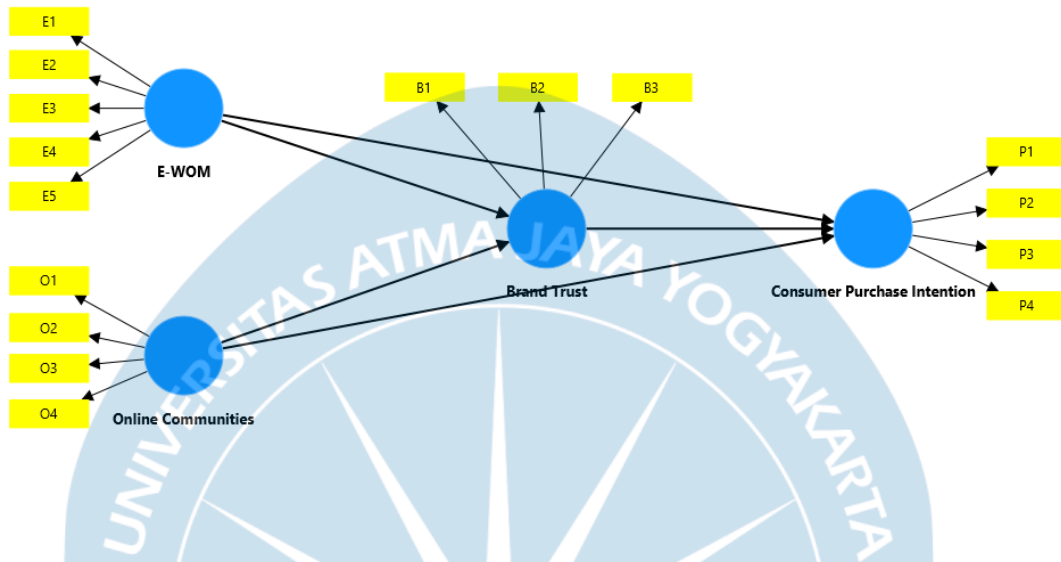 E1
E2
E3
E4
E5
E-WOM
B1
B2
B3
Brand Trust
P1
P2
P3
P4
Consumer Purchase Intention
O1
O2
O3
O4
Online Communities
UNIVERSITAS ATMA JAYA YOGYAKARTA